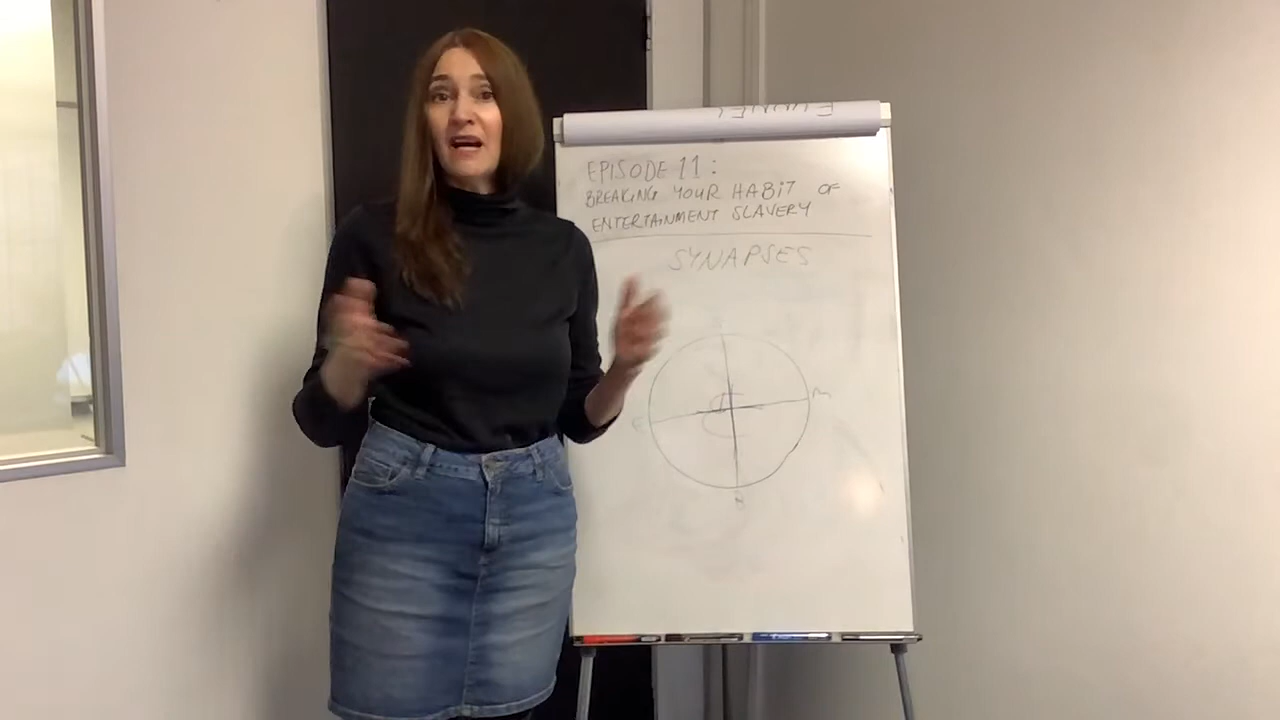 EPISODE 11:
BREAKING YOUR HABIT OF
ENTERTAINMENT SLAVERY
SYNAPSES
M
E
B